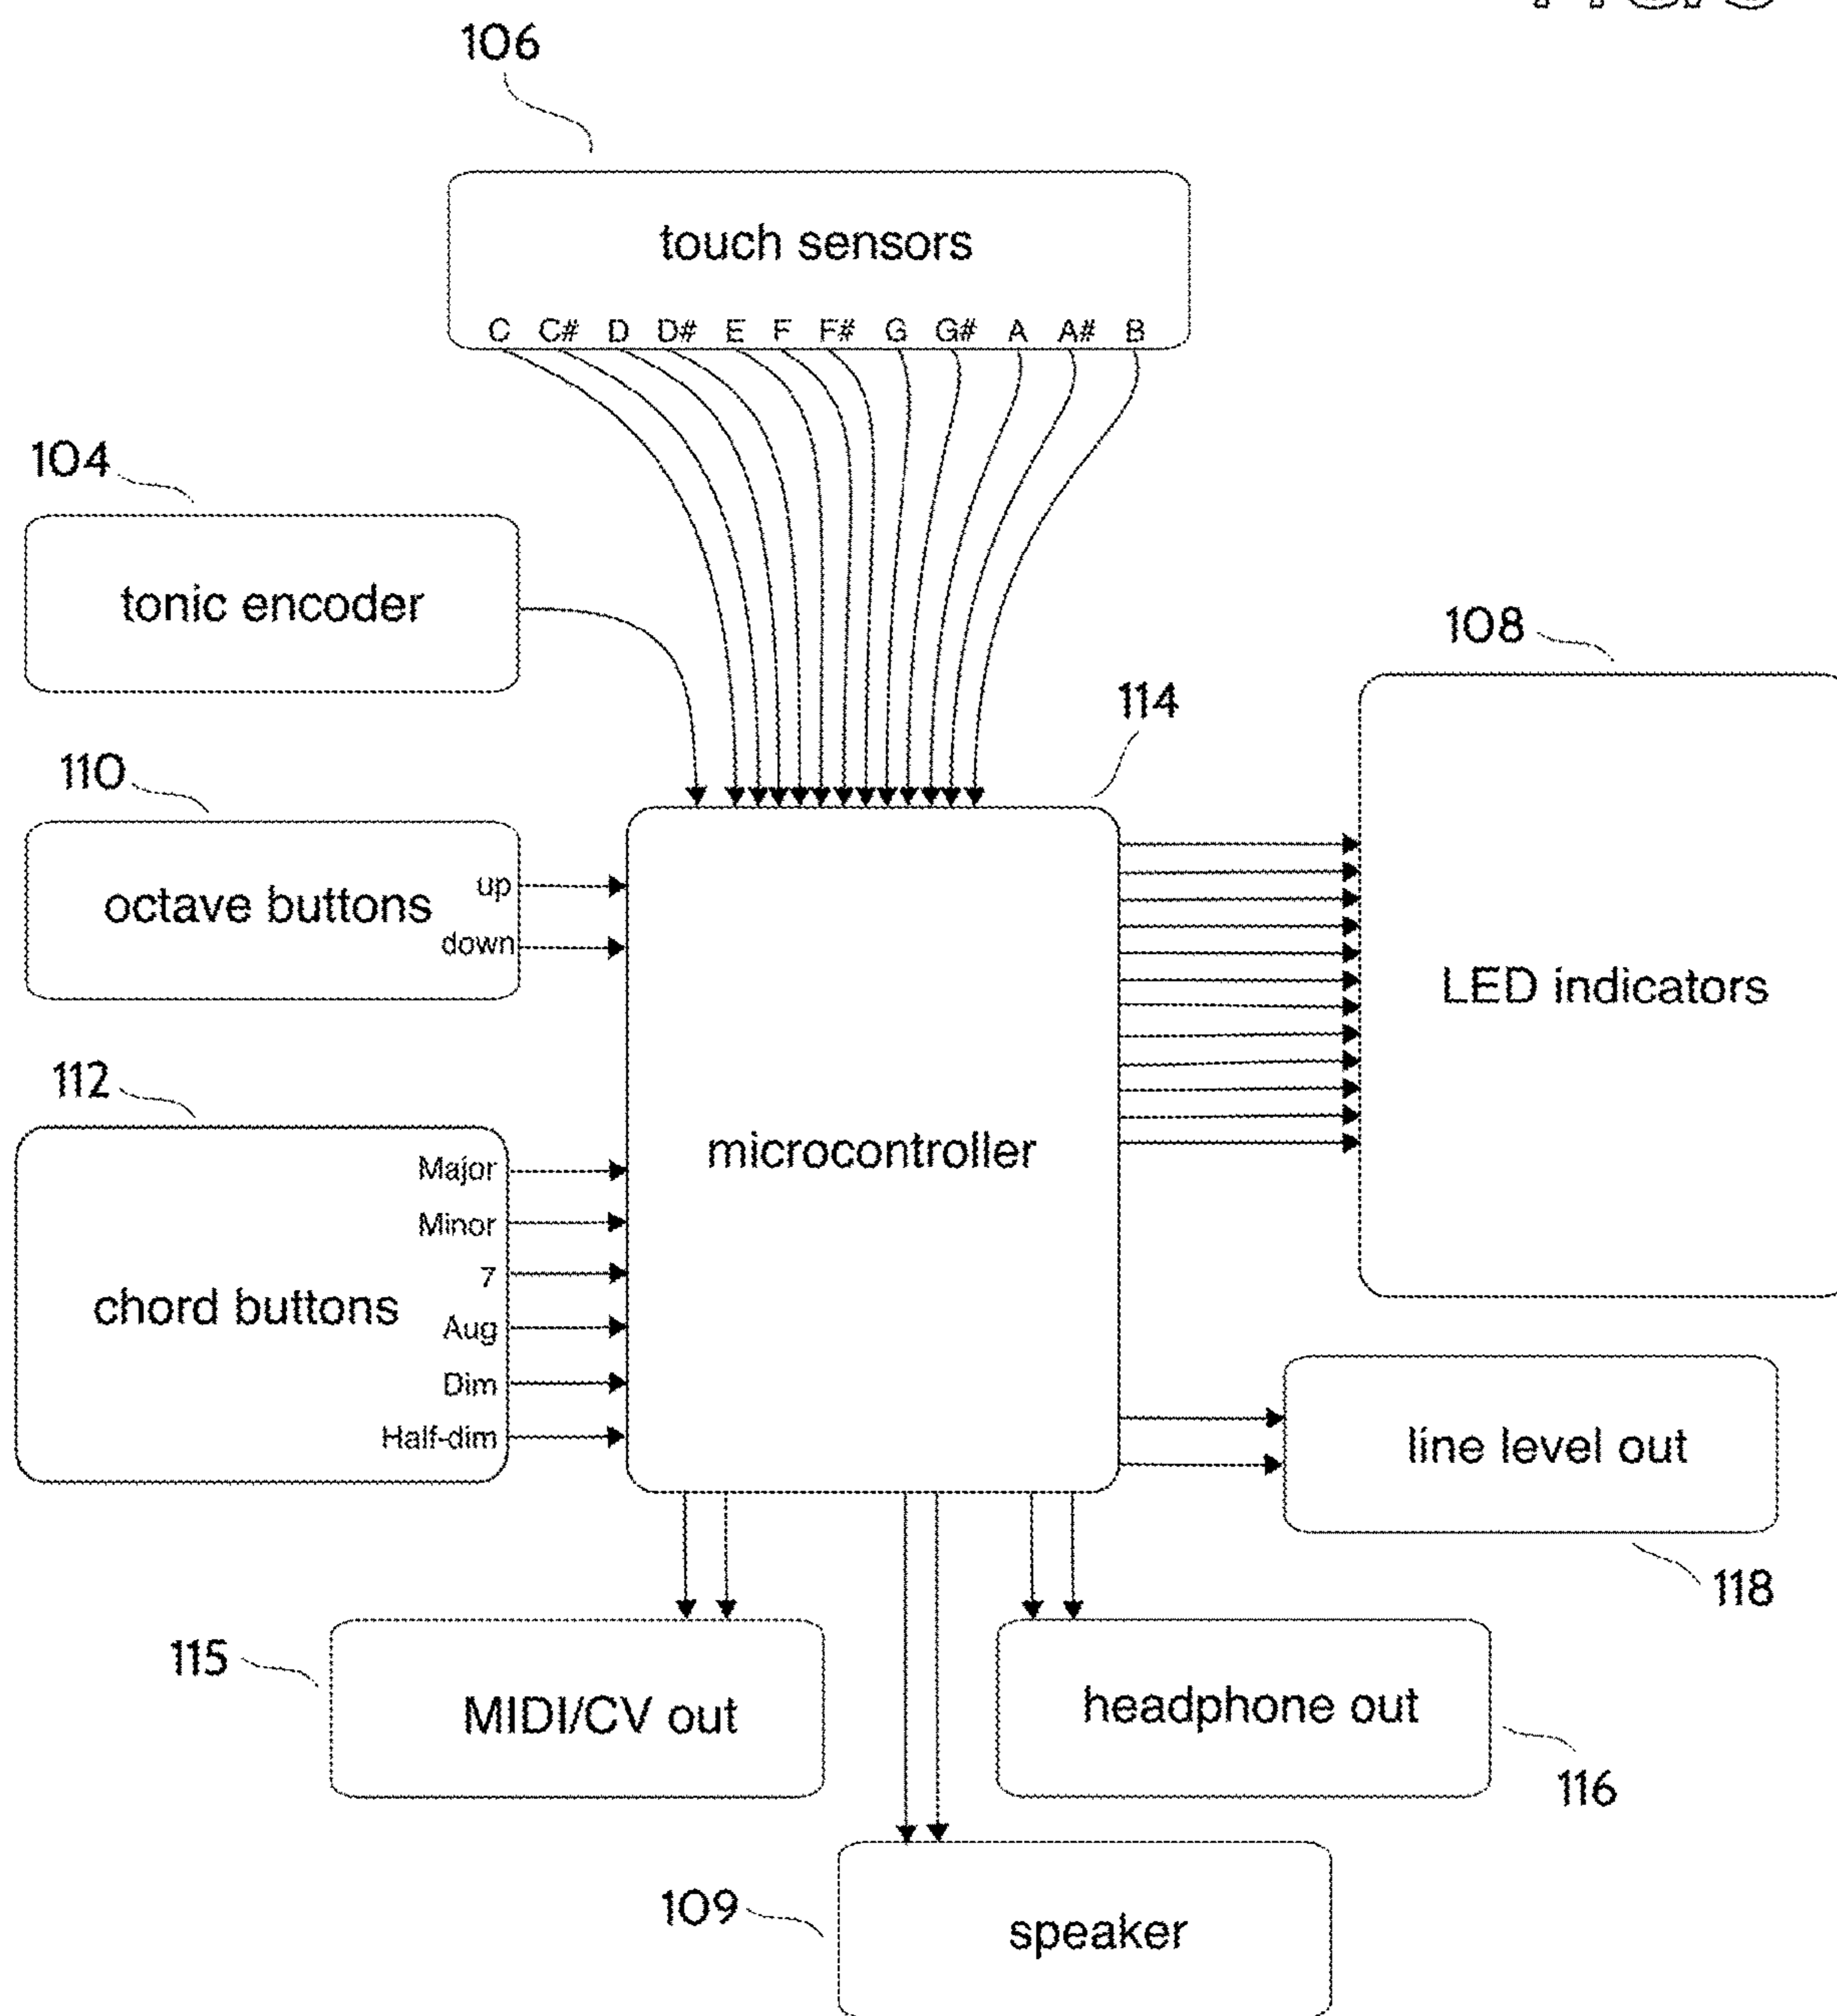 106
touch sensors
C C# D D# E F F# G G# A A# B
104
tonic encoder
108
114
110
octave buttons
up
down
LED indicators
112
microcontroller
chord buttons
Major
Minor
7
Aug
Dim
Half-dim
line level out
118
115
MIDI/CV out
headphone out
116
109
speaker